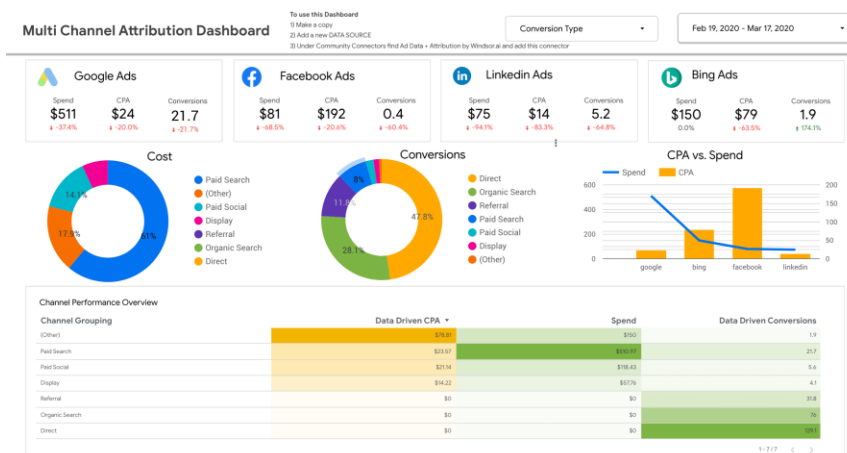 Multi Channel Attribution Dashboard
To use this Dashboard
1) Make a copy
2) Add a new DATA SOURCE
3) Under Community Connectors find Ad Data + Attribution by Windsor.ai and add this connector
Conversion Type
Feb 19, 2020 - Mar 17, 2020
Google Ads
Spend CPA Conversions
$511 $24 21.7
-37.4% -20.0% -21.7%
Facebook Ads
Spend CPA Conversions
$81 $192 0.4
-68.5% -20.6% -60.4%
in
Linkedin Ads
Spend CPA Conversions
$75 $14 5.2
-94.1% -83.3% -64.8%
Bing Ads
Spend CPA Conversions
$150 $79 1.9
0.0% -63.5% 174.1%
Cost
61%
17.9%
14.1%
Paid Search
(Other)
Paid Social
Display
Referral
Organic Search
Direct
Conversions
47.8%
28.1%
11.8%
8%
Direct
Organic Search
Referral
Paid Search
Paid Social
Display
(Other)
CPA vs. Spend
Spend CPA
600 200
400 150
200 100
0 50
0
google bing facebook linkedin
Channel Performance Overview
Channel Grouping Data Driven CPA Spend Data Driven Conversions
(Other) $78.81 $150 1.9
Paid Search $23.57 $510.97 21.7
Paid Social $21.14 $118.43 5.6
Display $14.22 $57.76 4.1
Referral $0 $0 31.8
Organic Search $0 $0 76
Direct $0 $0 129.1
1 - 7 / 7